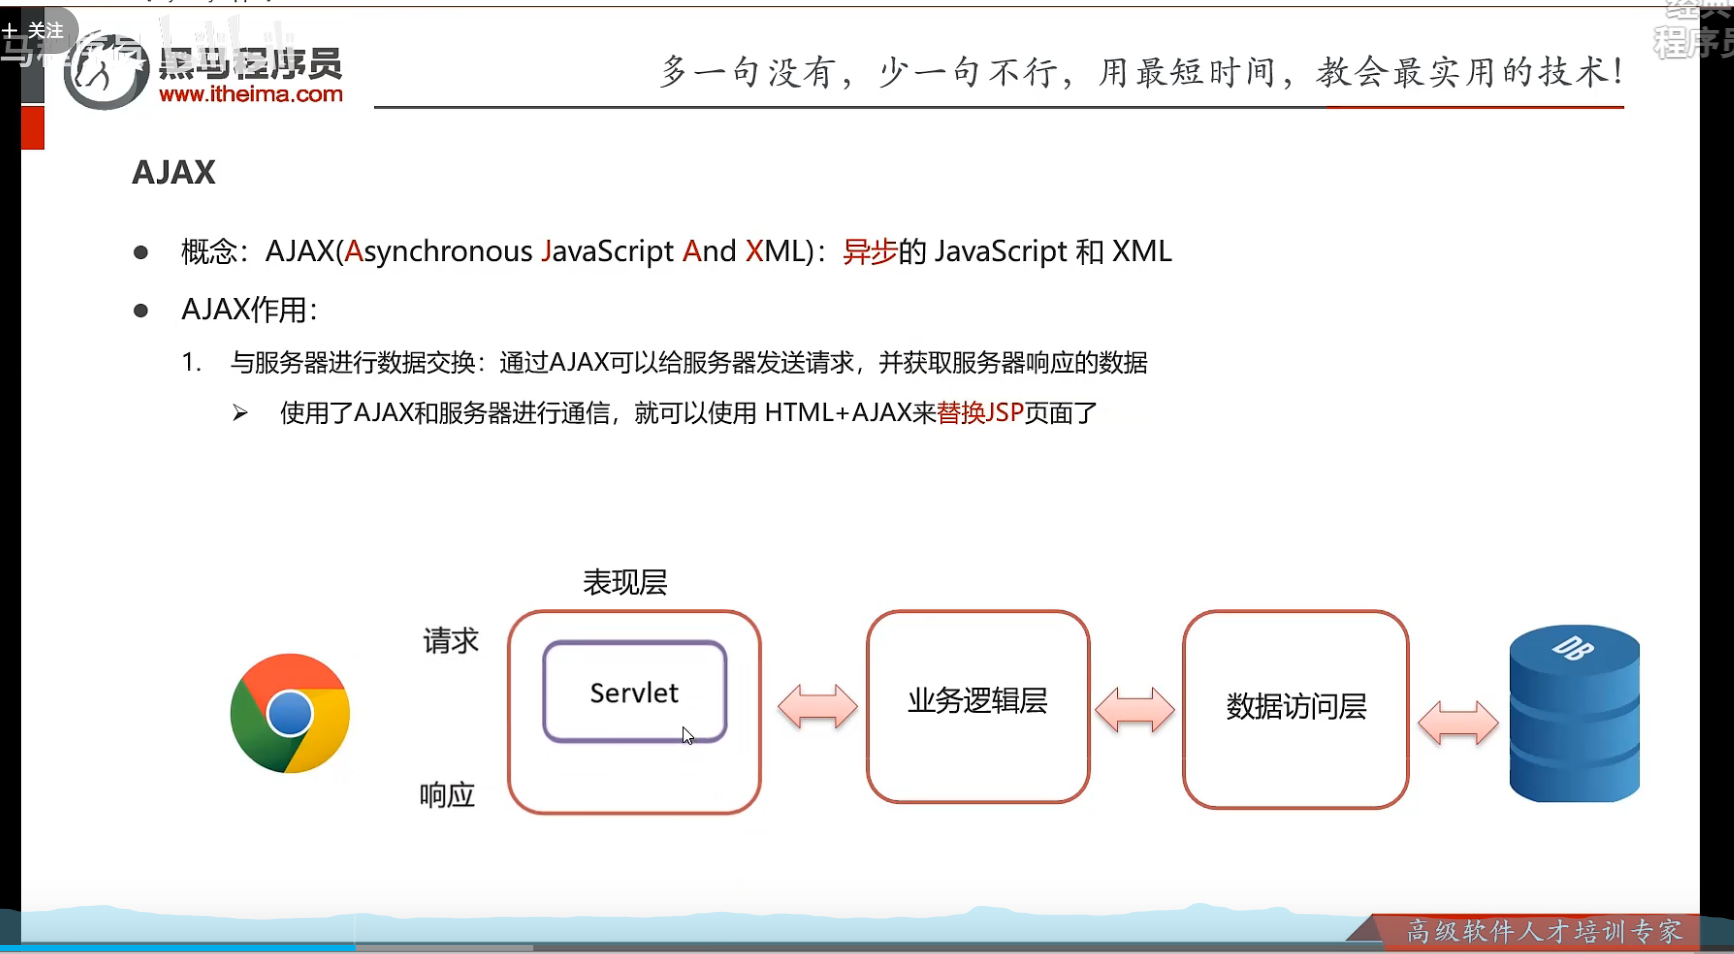 + 关注
黑马程序员
www.itheima.com
多一句没有，少一句不行，用最短时间，教会最实用的技术！
程序员
AJAX
● 概念：AJAX(Asynchronous JavaScript And XML)：异步的 JavaScript 和 XML
● AJAX作用：
1. 与服务器进行数据交换：通过AJAX可以给服务器发送请求，并获取服务器响应的数据
➢ 使用了AJAX和服务器进行通信，就可以使用 HTML+AJAX来替换JSP页面了
表现层
请求
Servlet
业务逻辑层
数据访问层
DB
响应
高级软件人才培训专家